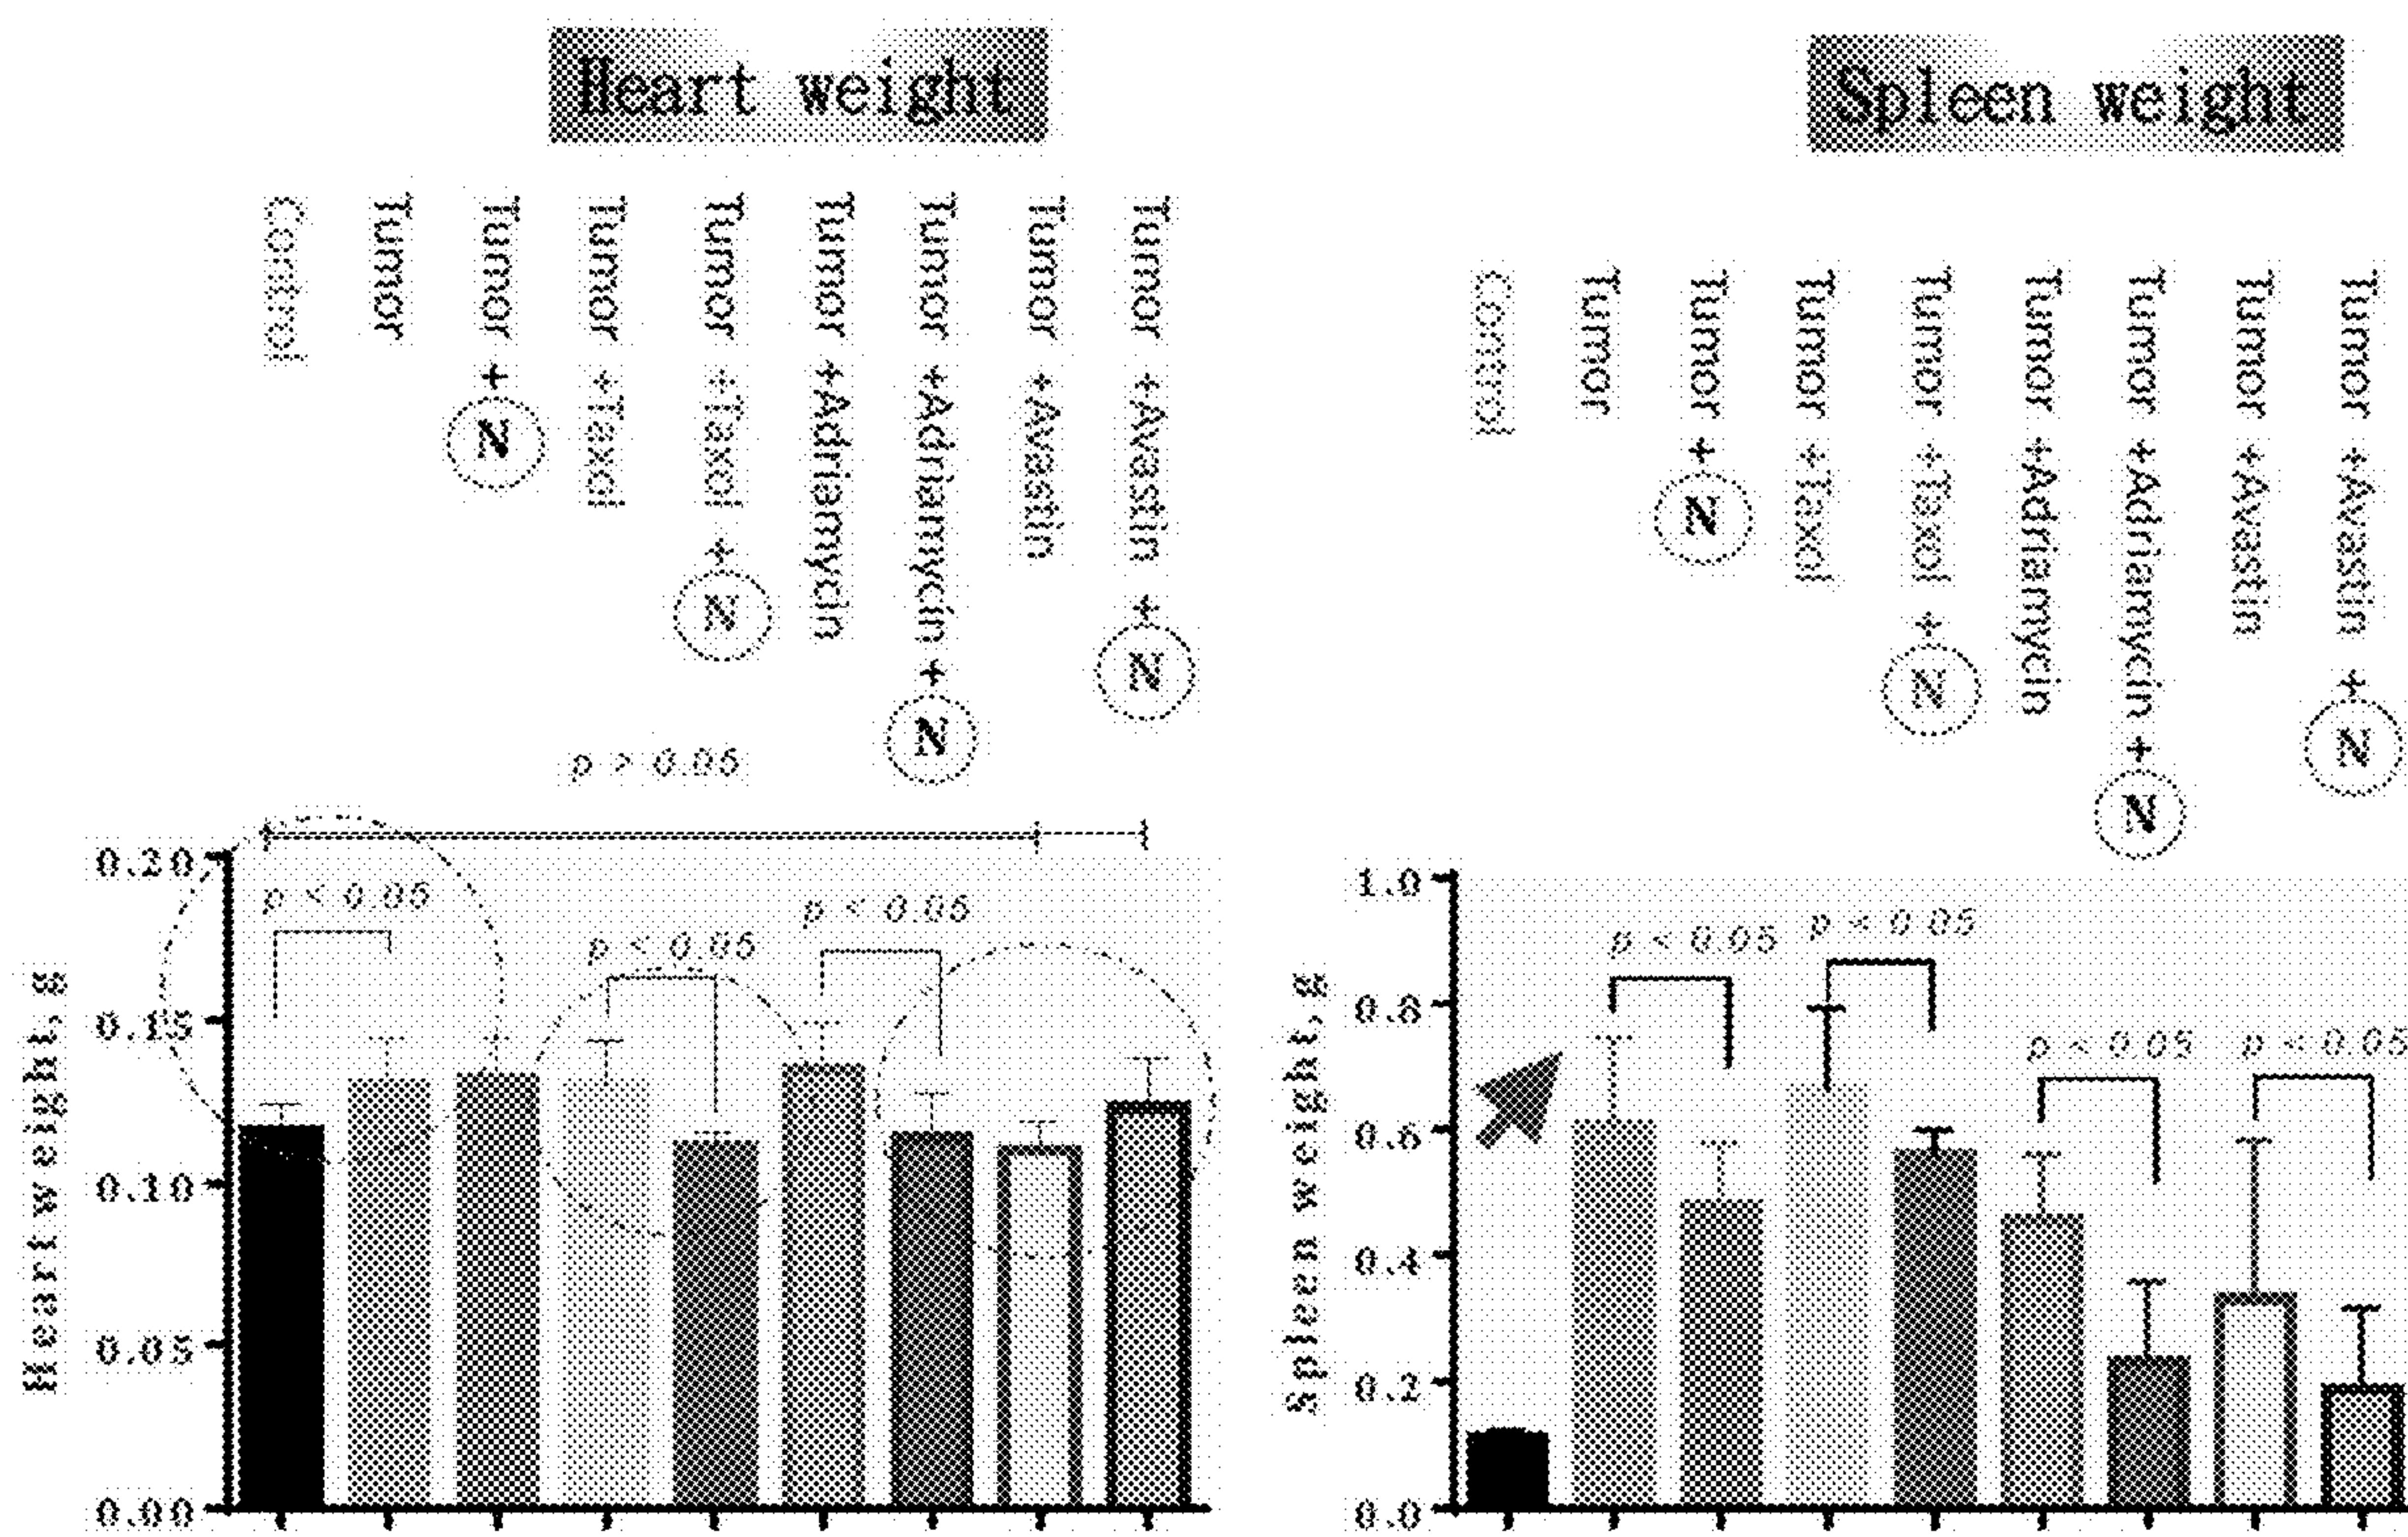 Heart weight
Control
Tumor
Tumor + N
Tumor +Taxol
Tumor +Taxol + N
Tumor +Adriamycin
Tumor +Adriamycin + N
Tumor +Avastin
Tumor +Avastin + N
p > 0.05
p < 0.05
p < 0.05
p < 0.05
0.20
0.15
0.10
0.05
0.00
Heart weight, g
Spleen weight
Control
Tumor
Tumor + N
Tumor +Taxol
Tumor +Taxol + N
Tumor +Adriamycin
Tumor +Adriamycin + N
Tumor +Avastin
Tumor +Avastin + N
p < 0.05
p < 0.05
p < 0.05
p < 0.05
1.0
0.8
0.6
0.4
0.2
0.0
Spleen weight, g